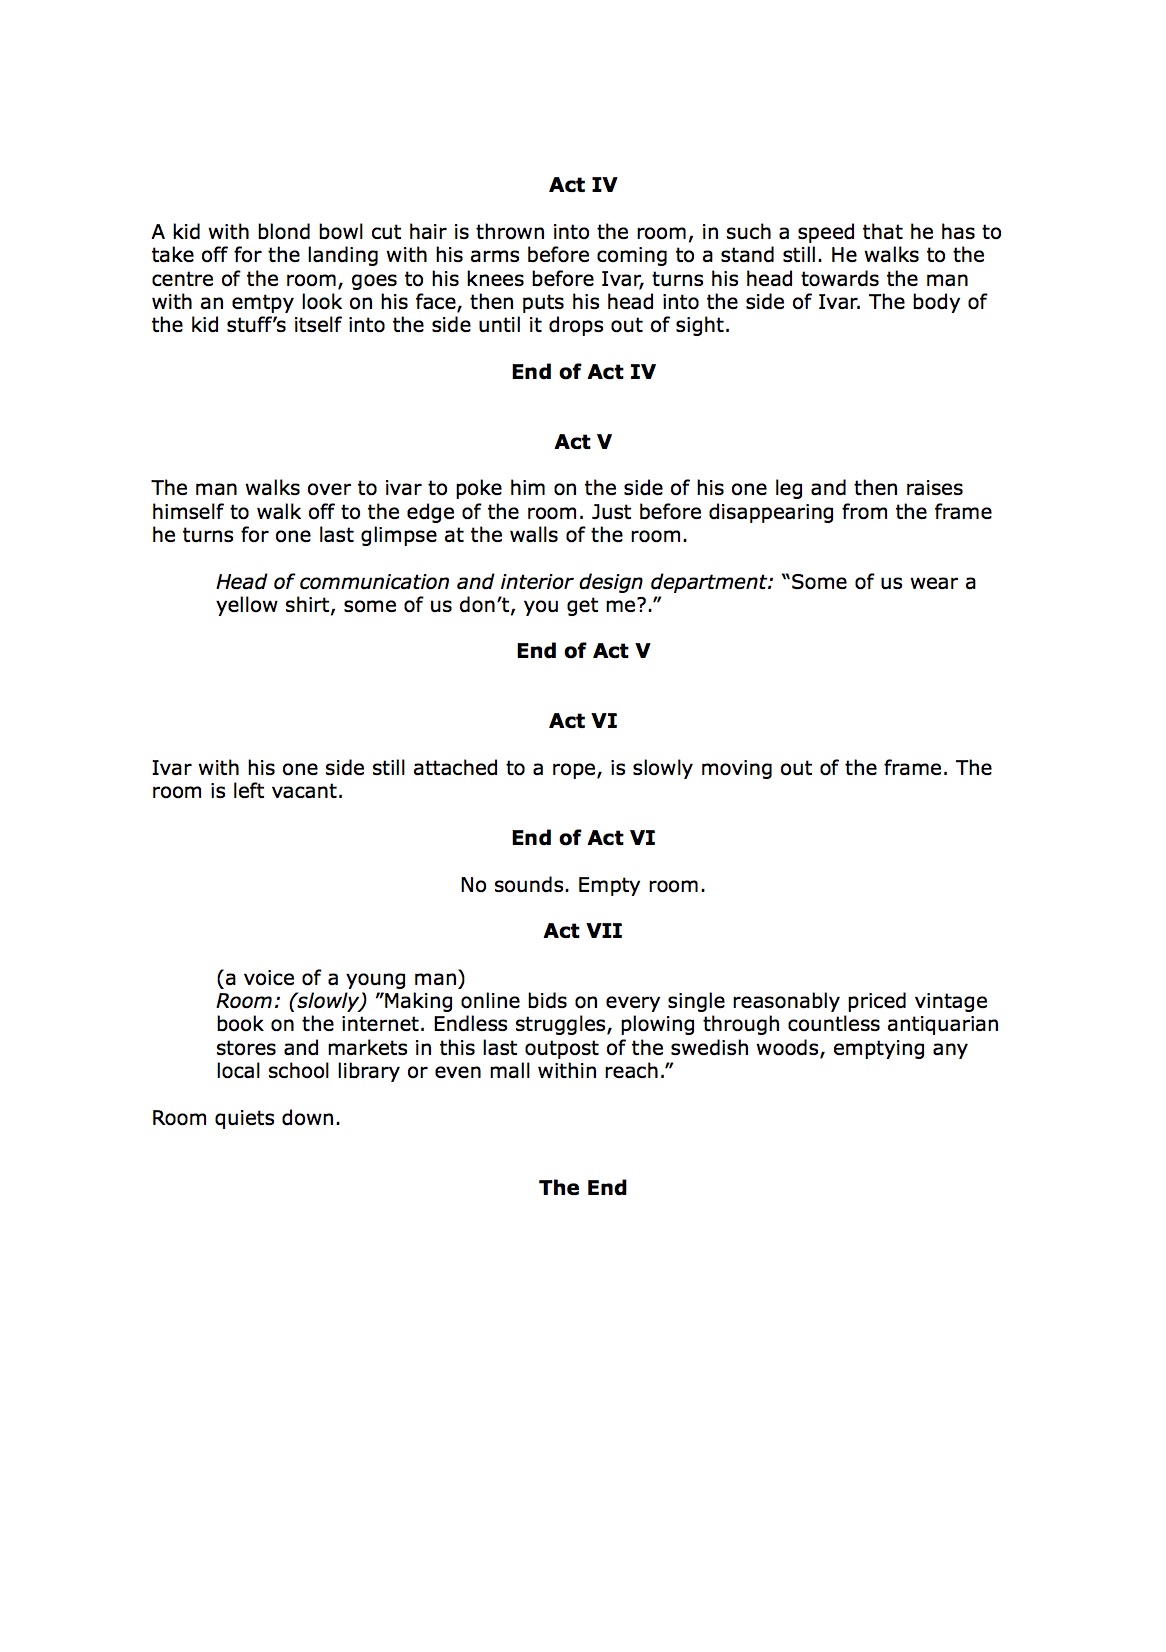 Act IV
A kid with blond bowl cut hair is thrown into the room, in such a speed that he has to
take off for the landing with his arms before coming to a stand still. He walks to the
centre of the room, goes to his knees before Ivar, turns his head towards the man
with an emtpy look on his face, then puts his head into the side of Ivar. The body of
the kid stuff’s itself into the side until it drops out of sight.
End of Act IV
Act V
The man walks over to ivar to poke him on the side of his one leg and then raises
himself to walk off to the edge of the room. Just before disappearing from the frame
he turns for one last glimpse at the walls of the room.
Head of communication and interior design department: “Some of us wear a
yellow shirt, some of us don’t, you get me?.”
End of Act V
Act VI
Ivar with his one side still attached to a rope, is slowly moving out of the frame. The
room is left vacant.
End of Act VI
No sounds. Empty room.
Act VII
(a voice of a young man)
Room: (slowly) ”Making online bids on every single reasonably priced vintage
book on the internet. Endless struggles, plowing through countless antiquarian
stores and markets in this last outpost of the swedish woods, emptying any
local school library or even mall within reach.”
Room quiets down.
The End